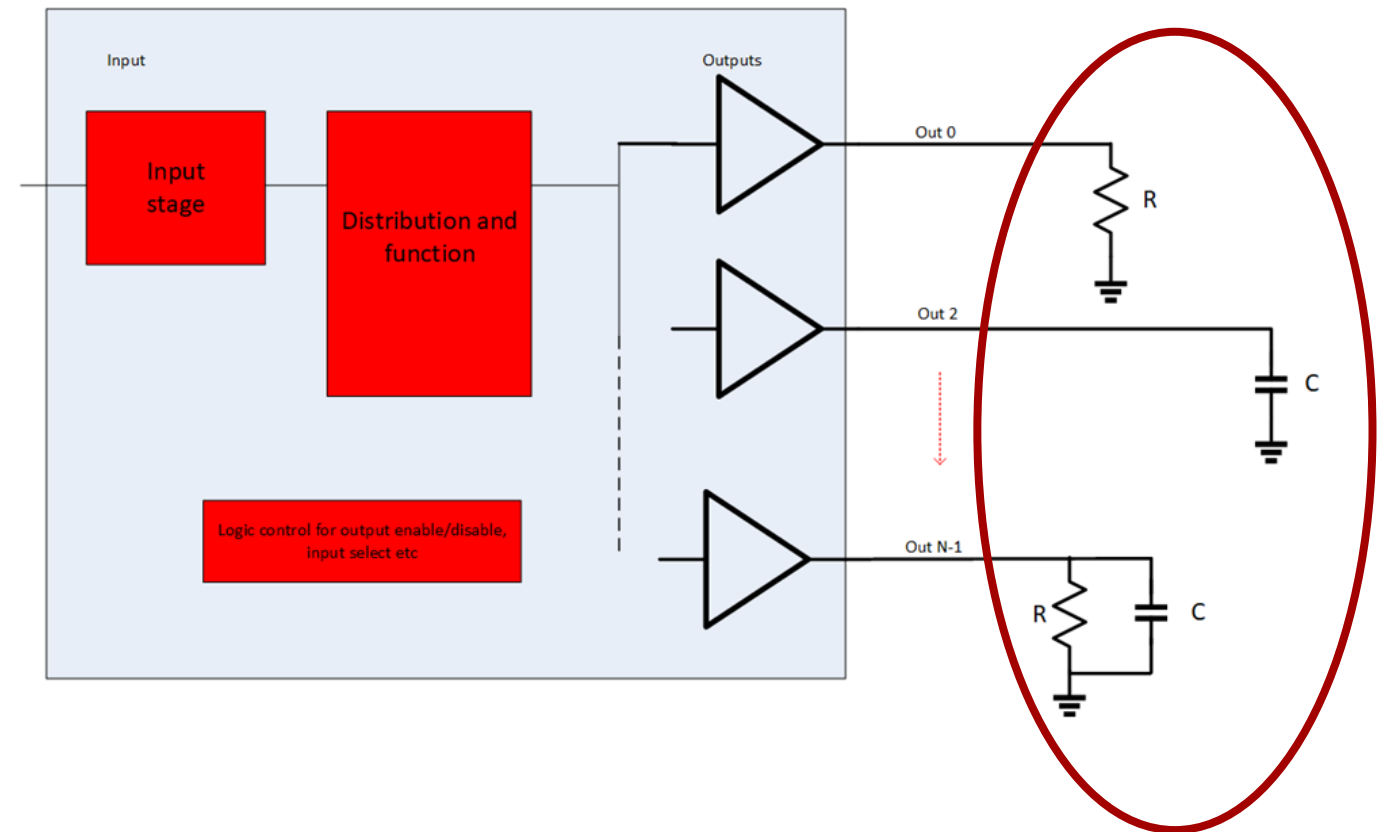 Input
Outputs
Input
stage
Distribution and
function
Out 0
R
Out 2
C
Logic control for output enable/disable,
input select etc
Out N-1
R
C